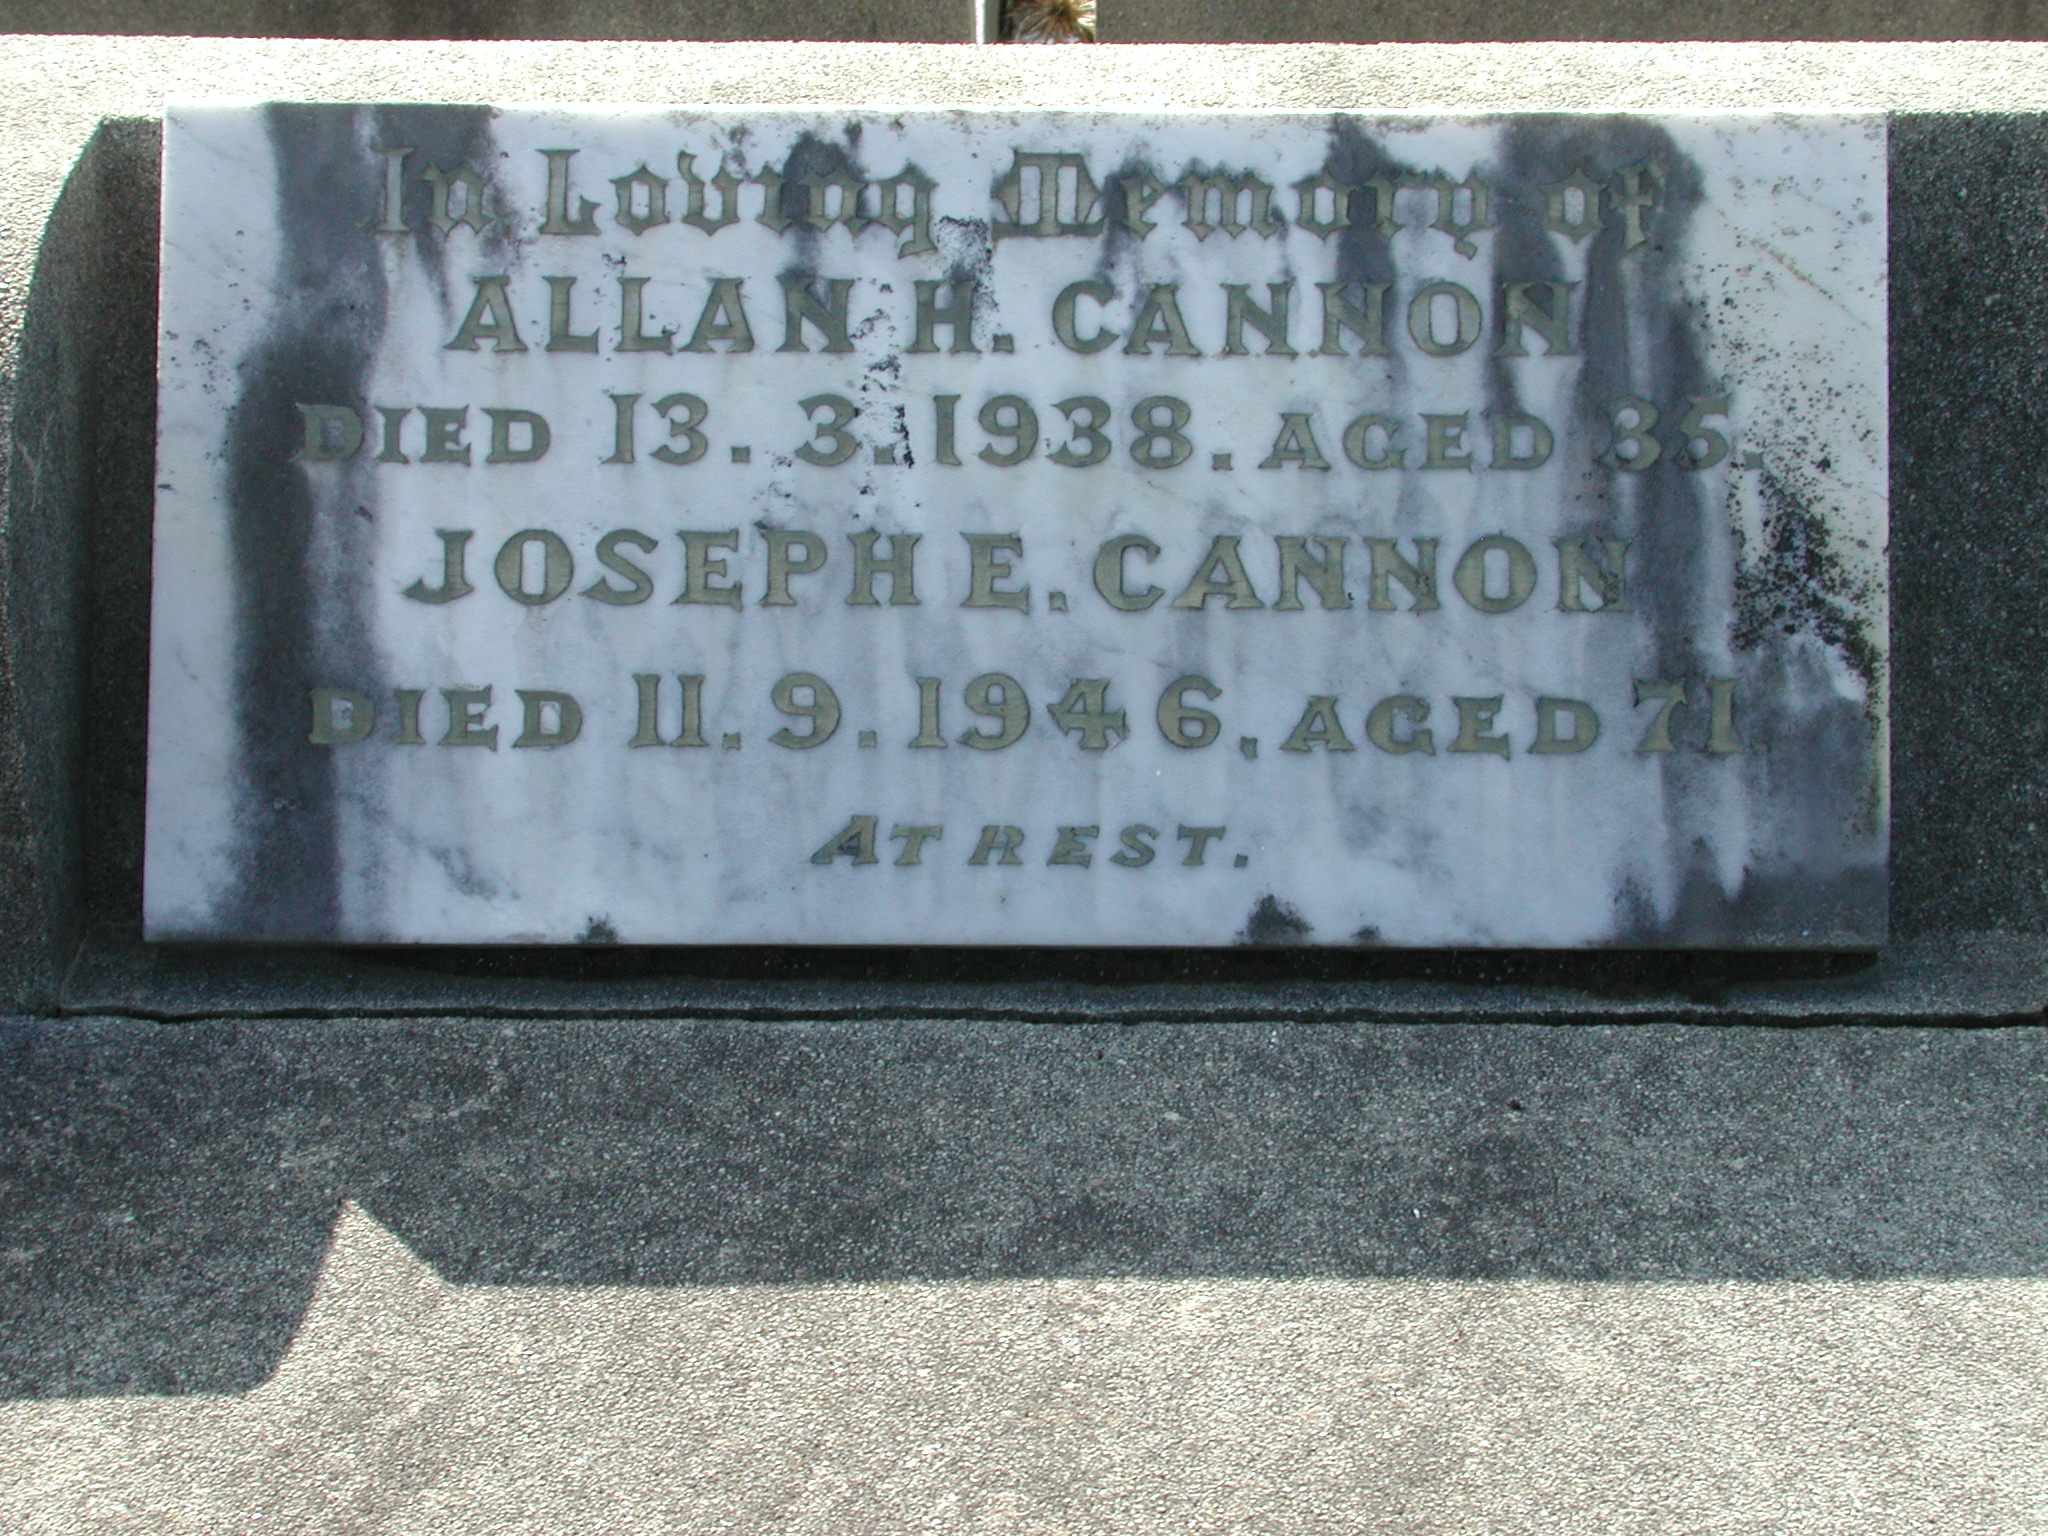 In Loving Memory of
ALLAN H. CANNON
DIED 13. 3. 1938. AGED 35.
JOSEPH E. CANNON
DIED 11. 9. 1946. AGED 71.
AT REST.